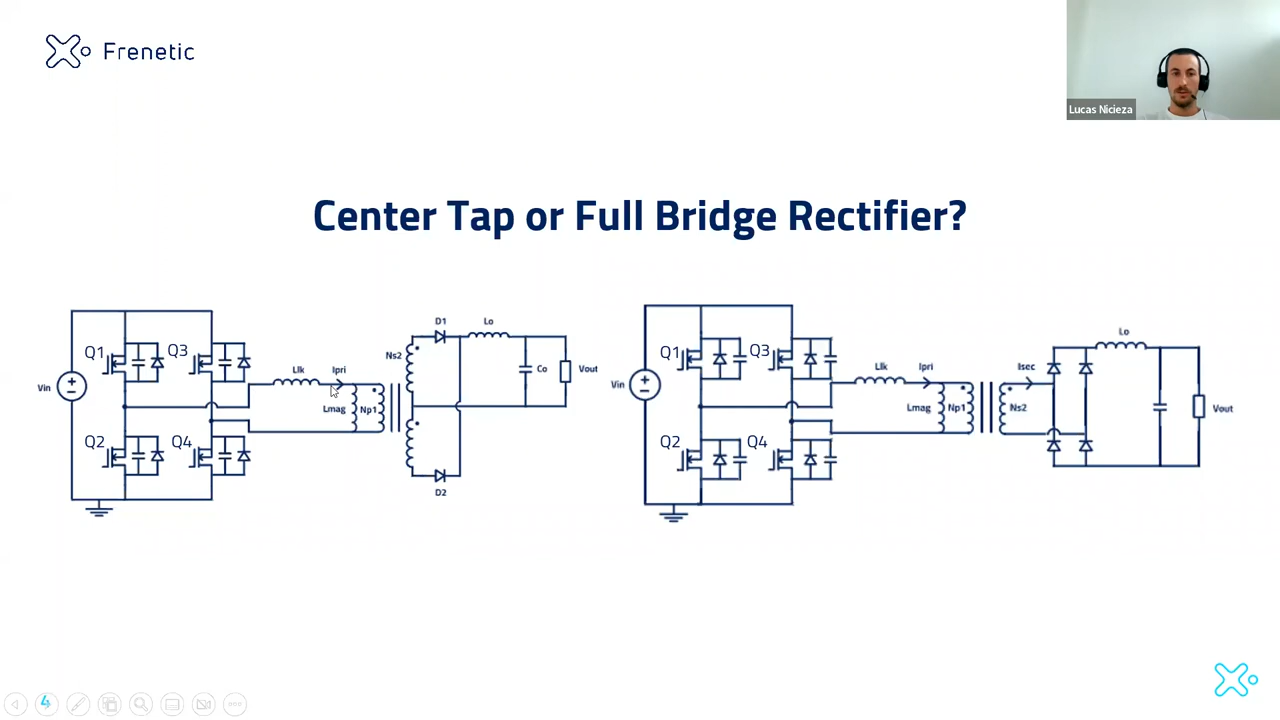 Frenetic
Lucas Nicieza
Center Tap or Full Bridge Rectifier?
Vin
+
−
Q1
Q3
Q2
Q4
Llk
Ipri
Lmag
Np1
Ns2
D1
Lo
Co
Vout
D2
Vin
+
−
Q1
Q3
Q2
Q4
Llk
Ipri
Lmag
Np1
Isec
Ns2
Lo
Vout
4